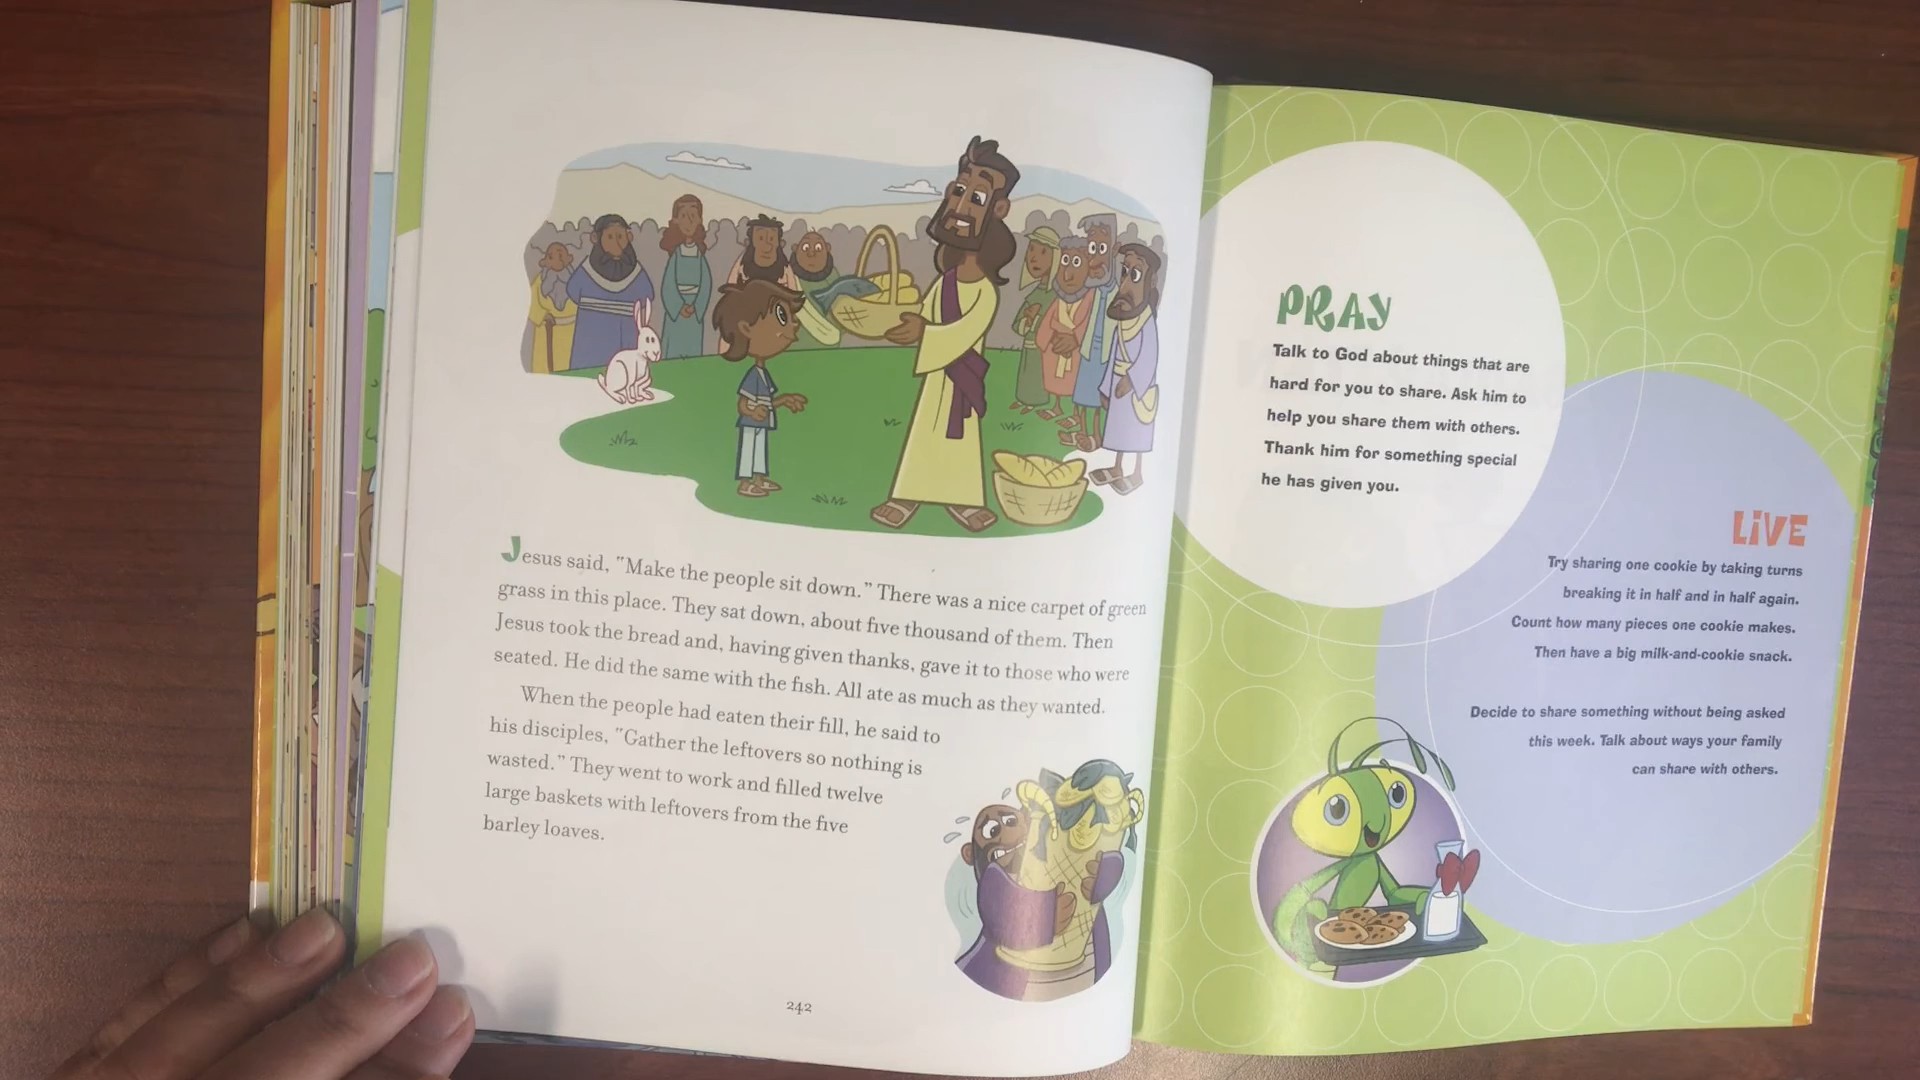 Jesus said, "Make the people sit down." There was a nice carpet of green
grass in this place. They sat down, about five thousand of them. Then
Jesus took the bread and, having given thanks, gave it to those who were
seated. He did the same with the fish. All ate as much as they wanted.
When the people had eaten their fill, he said to
his disciples, "Gather the leftovers so nothing is
wasted." They went to work and filled twelve
large baskets with leftovers from the five
barley loaves.
242
PRAY
Talk to God about things that are
hard for you to share. Ask him to
help you share them with others.
Thank him for something special
he has given you.
LiVE
Try sharing one cookie by taking turns
breaking it in half and in half again.
Count how many pieces one cookie makes.
Then have a big milk-and-cookie snack.
Decide to share something without being asked
this week. Talk about ways your family
can share with others.